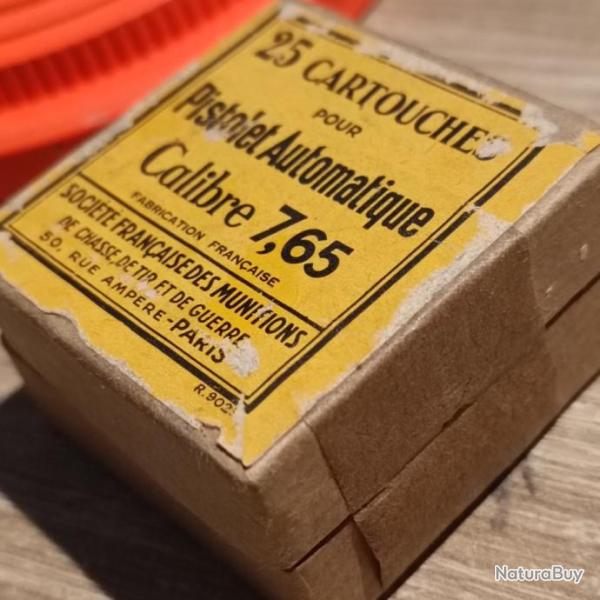 25 CARTOUCHES
POUR
Pistolet Automatique
Calibre 7,65
FABRICATION FRANÇAISE
SOCIÉTÉ FRANÇAISE DES MUNITIONS
DE CHASSE, DE TIR ET DE GUERRE
50, RUE AMPÈRE-PARIS
R.902
NaturaBuy